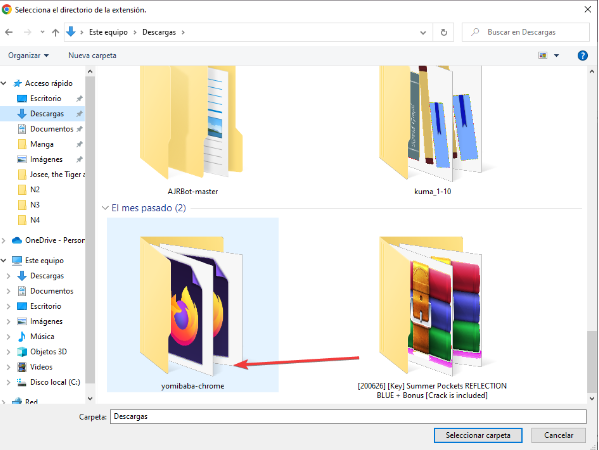 Selecciona el directorio de la extensión.
Este equipo > Descargas >
Buscar en Descargas
Organizar
Nueva carpeta
Acceso rápido
Escritorio
Descargas
Documentos
Manga
Imágenes
Josee, the Tiger a
N2
N3
N4
OneDrive - Person
Este equipo
Descargas
Documentos
Escritorio
Imágenes
Música
Objetos 3D
Vídeos
Disco local (C:)
Red
AJRBot-master
kuma_1-10
El mes pasado (2)
yomibaba-chrome
[200626] [Key] Summer Pockets REFLECTION
BLUE + Bonus [Crack is included]
Carpeta: Descargas
Seleccionar carpeta
Cancelar